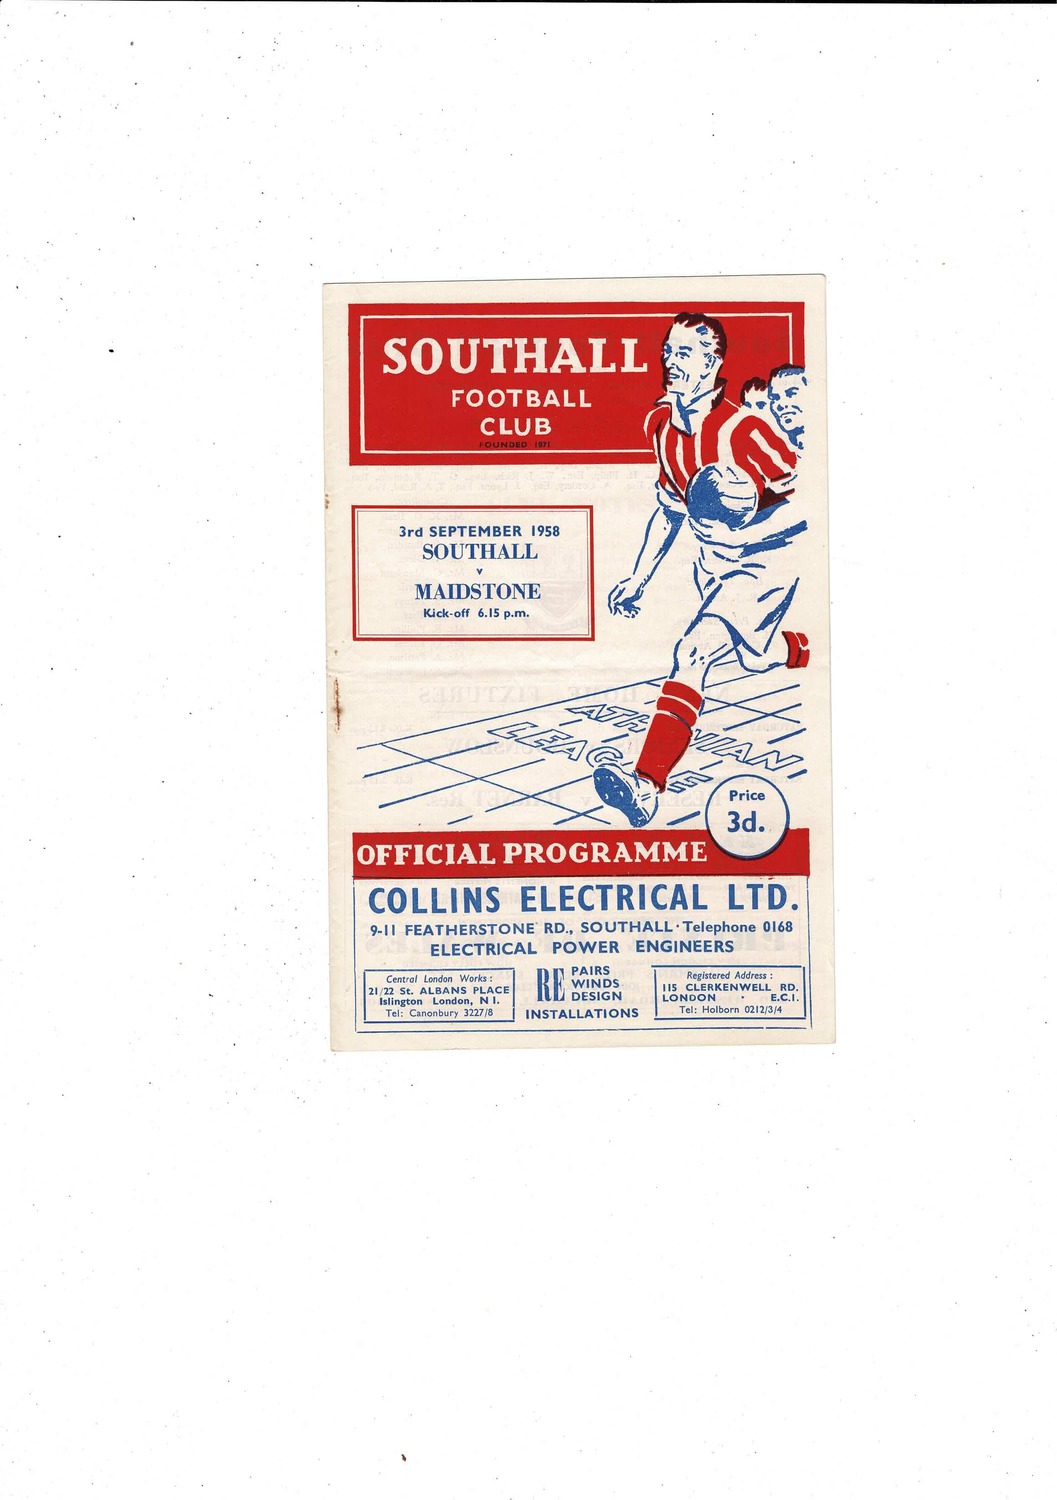 SOUTHALL
FOOTBALL
CLUB
FOUNDED 1871
3rd SEPTEMBER 1958
SOUTHALL
v
MAIDSTONE
Kick-off 6.15 p.m.
ATHENIAN
LEAGUE
Price
3d.
OFFICIAL PROGRAMME
COLLINS ELECTRICAL LTD.
9-11 FEATHERSTONE RD., SOUTHALL · Telephone 0168
ELECTRICAL POWER ENGINEERS
Central London Works :
21/22 St. ALBANS PLACE
Islington London, N1.
Tel: Canonbury 3227/8
RE PAIRS
WINDS
DESIGN
INSTALLATIONS
Registered Address :
115 CLERKENWELL RD.
LONDON · E.C.1.
Tel: Holborn 0212/3/4